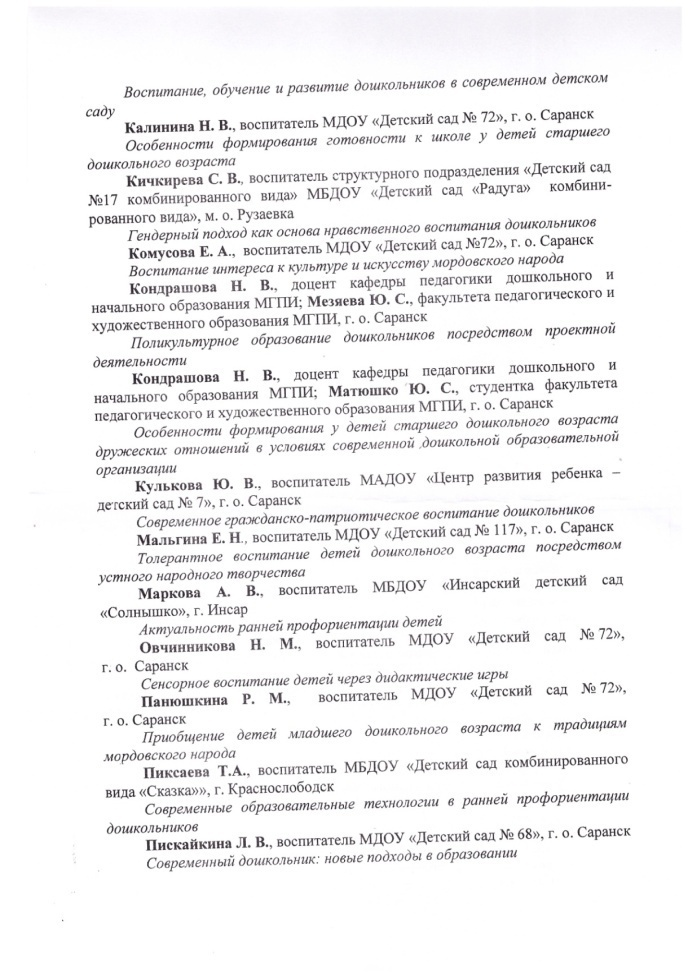 Воспитание, обучение и развитие дошкольников в современном детском
саду
Калинина Н. В., воспитатель МДОУ «Детский сад № 72», г. о. Саранск
Особенности формирования готовности к школе у детей старшего
дошкольного возраста
Кичкирева С. В., воспитатель структурного подразделения «Детский сад
№17 комбинированного вида» МБДОУ «Детский сад «Радуга» комбини-
рованного вида», м. о. Рузаевка
Гендерный подход как основа нравственного воспитания дошкольников
Комусова Е. А., воспитатель МДОУ «Детский сад №72», г. о. Саранск
Воспитание интереса к культуре и искусству мордовского народа
Кондрашова Н. В., доцент кафедры педагогики дошкольного и
начального образования МГПИ; Мезяева Ю. С., факультета педагогического и
художественного образования МГПИ, г. о. Саранск
Поликультурное образование дошкольников посредством проектной
деятельности
Кондрашова Н. В., доцент кафедры педагогики дошкольного и
начального образования МГПИ; Матюшко Ю. С., студентка факультета
педагогического и художественного образования МГПИ, г. о. Саранск
Особенности формирования у детей старшего дошкольного возраста
дружеских отношений в условиях современной дошкольной образовательной
организации
Кулькова Ю. В., воспитатель МАДОУ «Центр развития ребенка –
детский сад № 7», г. о. Саранск
Современное гражданско-патриотическое воспитание дошкольников
Мальгина Е. Н., воспитатель МДОУ «Детский сад № 117», г. о. Саранск
Толерантное воспитание детей дошкольного возраста посредством
устного народного творчества
Маркова А. В., воспитатель МБДОУ «Инсарский детский сад
«Солнышко», г. Инсар
Актуальность ранней профориентации детей
Овчинникова Н. М., воспитатель МДОУ «Детский сад № 72»,
г. о. Саранск
Сенсорное воспитание детей через дидактические игры
Панюшкина Р. М., воспитатель МДОУ «Детский сад № 72»,
г. о. Саранск
Приобщение детей младшего дошкольного возраста к традициям
мордовского народа
Пиксаева Т.А., воспитатель МБДОУ «Детский сад комбинированного
вида «Сказка»», г. Краснослободск
Современные образовательные технологии в ранней профориентации
дошкольников
Пискайкина Л. В., воспитатель МДОУ «Детский сад № 68», г. о. Саранск
Современный дошкольник: новые подходы в образовании